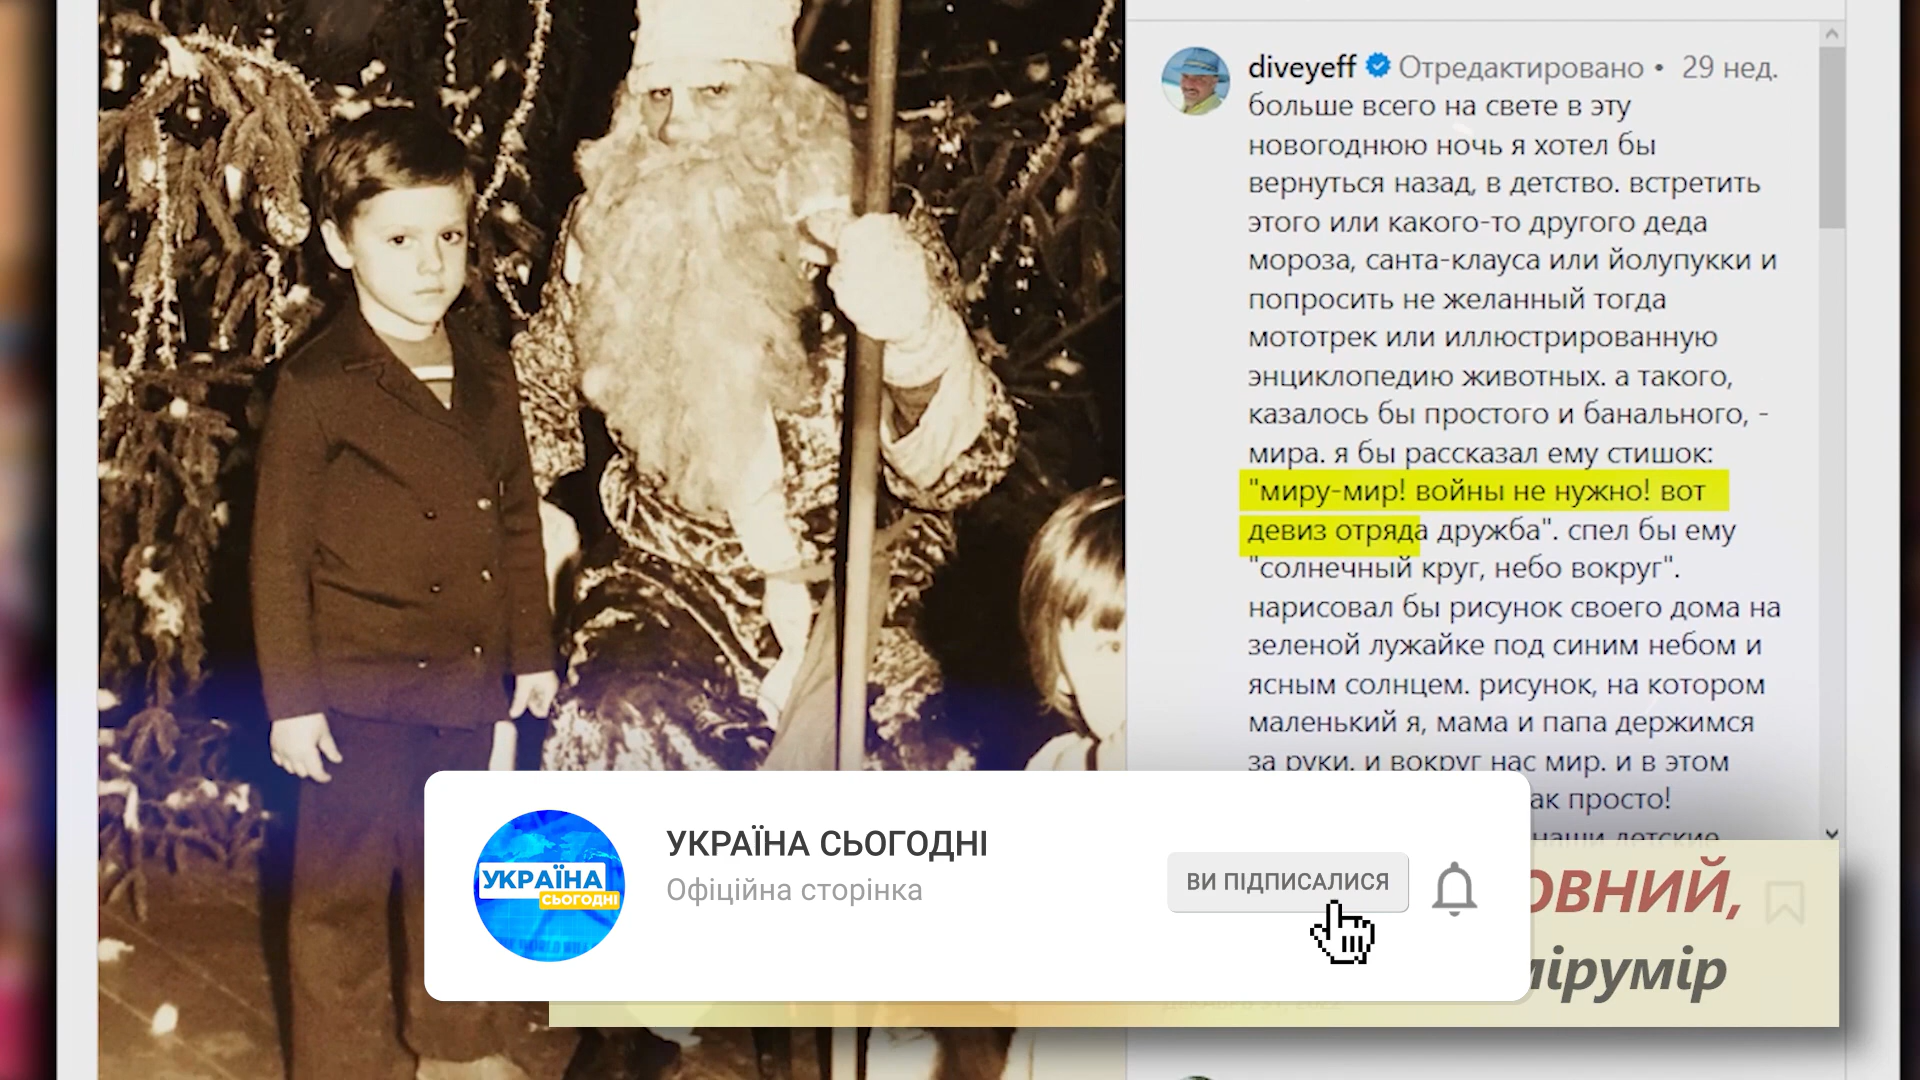 diveyeff Отредактировано • 29 нед.
больше всего на свете в эту
новогоднюю ночь я хотел бы
вернуться назад, в детство. встретить
этого или какого-то другого деда
мороза, санта-клауса или йолупукки и
попросить не желанный тогда
мототрек или иллюстрированную
энциклопедию животных. а такого,
казалось бы простого и банального, -
мира. я бы рассказал ему стишок:
"миру-мир! войны не нужно! вот
девиз отряда дружба". спел бы ему
"солнечный круг, небо вокруг".
нарисовал бы рисунок своего дома на
зеленой лужайке под синим небом и
ясным солнцем. рисунок, на котором
маленький я, мама и папа держимся
за руки. и вокруг нас мир. и в этом
ак просто!
наши детские
УКРАЇНА СЬОГОДНІ
Офіційна сторінка
УКРАЇНА
СЬОГОДНІ
ВИ ПІДПИСАЛИСЯ
ОВНИЙ,
мірумір